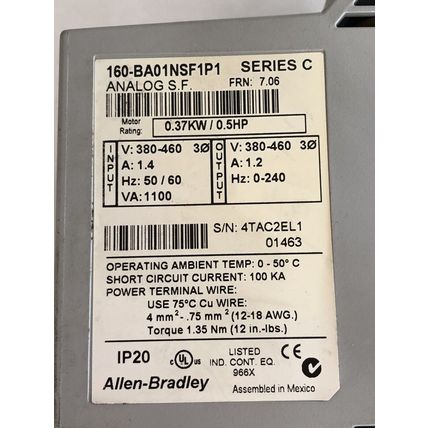 160-BA01NSF1P1 SERIES C
ANALOG S.F. FRN: 7.06
Motor Rating: 0.37KW / 0.5HP
INPUT
V: 380-460 3Ø
A: 1.4
Hz: 50 / 60
VA: 1100
OUTPUT
V: 380-460 3Ø
A: 1.2
Hz: 0-240
S/N: 4TAC2EL1
01463
OPERATING AMBIENT TEMP: 0 - 50° C
SHORT CIRCUIT CURRENT: 100 KA
POWER TERMINAL WIRE:
USE 75°C Cu WIRE:
4 mm²- .75 mm² (12-18 AWG.)
Torque 1.35 Nm (12 in.-lbs.)
IP20 c UL us LISTED IND. CONT. EQ. 966X CE N
Allen-Bradley Assembled in Mexico